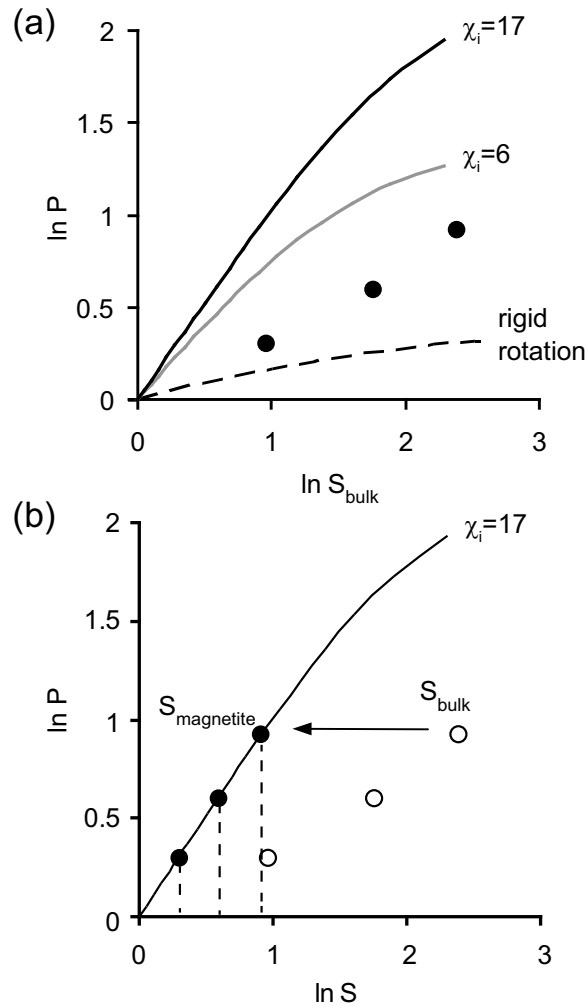 (a)
2
1.5
1
0.5
0
ln P
χi=17
χi=6
rigid
rotation
0
1
2
3
ln Sbulk
(b)
2
1.5
1
0.5
0
ln P
χi=17
Smagnetite
Sbulk
0
1
2
3
ln S